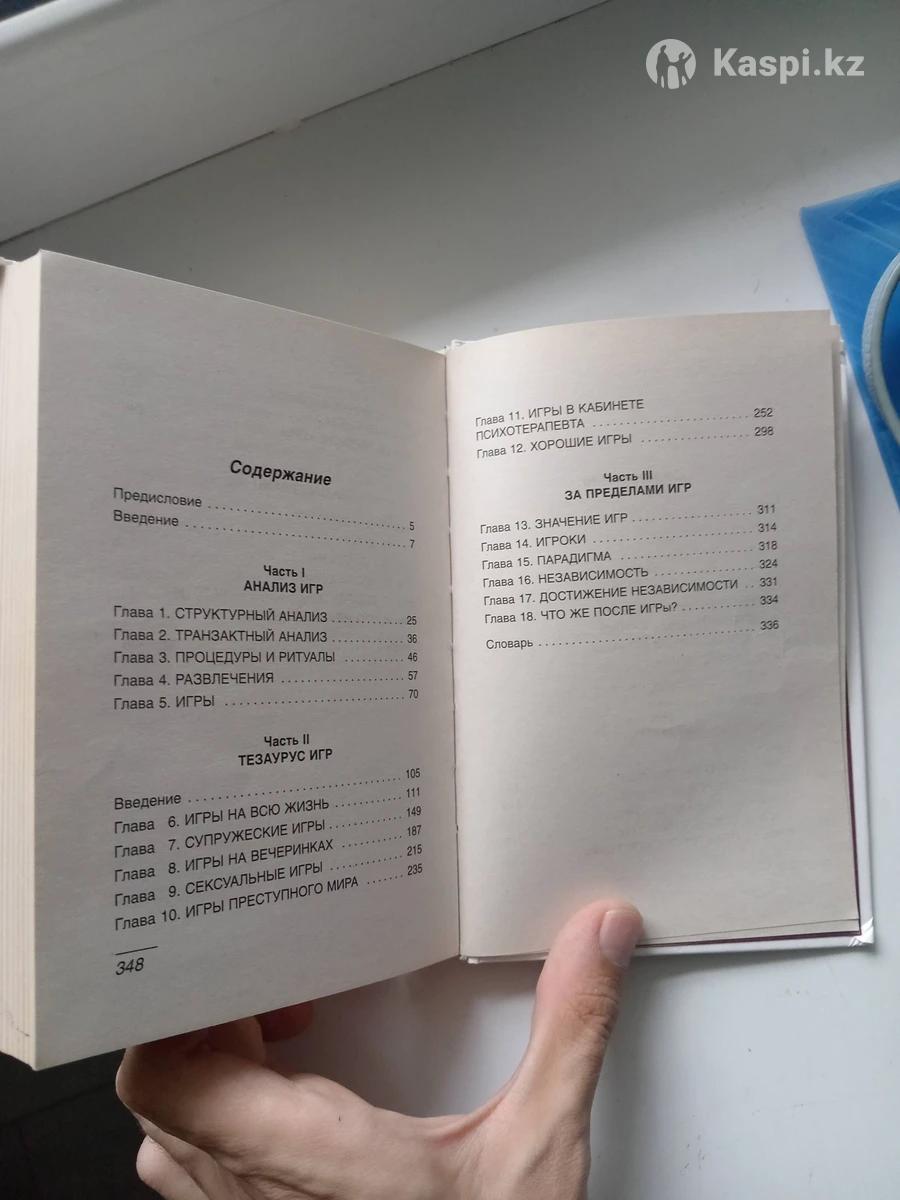 Kaspi.kz
Содержание
Предисловие . . . . . . . . . . . . . . . . . . . . . . . . 5
Введение . . . . . . . . . . . . . . . . . . . . . . . . . . . 7
Часть I
АНАЛИЗ ИГР
Глава 1. СТРУКТУРНЫЙ АНАЛИЗ . . . . . . . . . . 25
Глава 2. ТРАНЗАКТНЫЙ АНАЛИЗ . . . . . . . . . . 36
Глава 3. ПРОЦЕДУРЫ И РИТУАЛЫ . . . . . . . . . 46
Глава 4. РАЗВЛЕЧЕНИЯ . . . . . . . . . . . . . . . . 57
Глава 5. ИГРЫ . . . . . . . . . . . . . . . . . . . . . . . 70
Часть II
ТЕЗАУРУС ИГР
Введение . . . . . . . . . . . . . . . . . . . . . . . . . . . 105
Глава 6. ИГРЫ НА ВСЮ ЖИЗНЬ . . . . . . . . . . 111
Глава 7. СУПРУЖЕСКИЕ ИГРЫ . . . . . . . . . . . 149
Глава 8. ИГРЫ НА ВЕЧЕРИНКАХ . . . . . . . . . 187
Глава 9. СЕКСУАЛЬНЫЕ ИГРЫ . . . . . . . . . . . 215
Глава 10. ИГРЫ ПРЕСТУПНОГО МИРА . . . . . . 235
348
Глава 11. ИГРЫ В КАБИНЕТЕ
ПСИХОТЕРАПЕВТА . . . . . . . . . . . . . . . . . . . . . 252
Глава 12. ХОРОШИЕ ИГРЫ . . . . . . . . . . . . . . . 298
Часть III
ЗА ПРЕДЕЛАМИ ИГР
Глава 13. ЗНАЧЕНИЕ ИГР . . . . . . . . . . . . . . . . 311
Глава 14. ИГРОКИ . . . . . . . . . . . . . . . . . . . . . 314
Глава 15. ПАРАДИГМА . . . . . . . . . . . . . . . . . . 318
Глава 16. НЕЗАВИСИМОСТЬ . . . . . . . . . . . . . . 324
Глава 17. ДОСТИЖЕНИЕ НЕЗАВИСИМОСТИ . . . 331
Глава 18. ЧТО ЖЕ ПОСЛЕ ИГРЫ? . . . . . . . . . . 334
Словарь . . . . . . . . . . . . . . . . . . . . . . . . . . . . 336